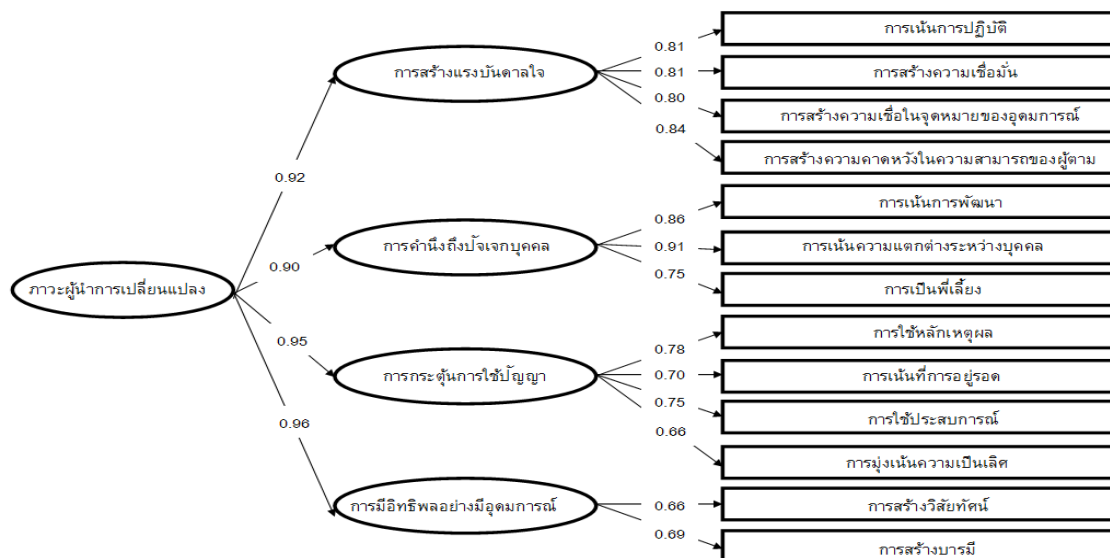 การเน้นการปฏิบัติ
0.81
การสร้างแรงบันดาลใจ
0.81
การสร้างความเชื่อมั่น
0.80
การสร้างความเชื่อในจุดหมายของอุดมการณ์
0.84
การสร้างความคาดหวังในความสามารถของผู้ตาม
0.92
การเน้นการพัฒนา
0.86
การคำนึงถึงปัจเจกบุคคล
0.91
การเน้นความแตกต่างระหว่างบุคคล
0.90
0.75
การเป็นพี่เลี้ยง
ภาวะผู้นำการเปลี่ยนแปลง
การใช้หลักเหตุผล
0.95
0.78
การกระตุ้นการใช้ปัญญา
0.70
การเน้นที่การอยู่รอด
0.75
การใช้ประสบการณ์
0.96
0.66
การมุ่งเน้นความเป็นเลิศ
การมีอิทธิพลอย่างมีอุดมการณ์
0.66
การสร้างวิสัยทัศน์
0.69
การสร้างบารมี